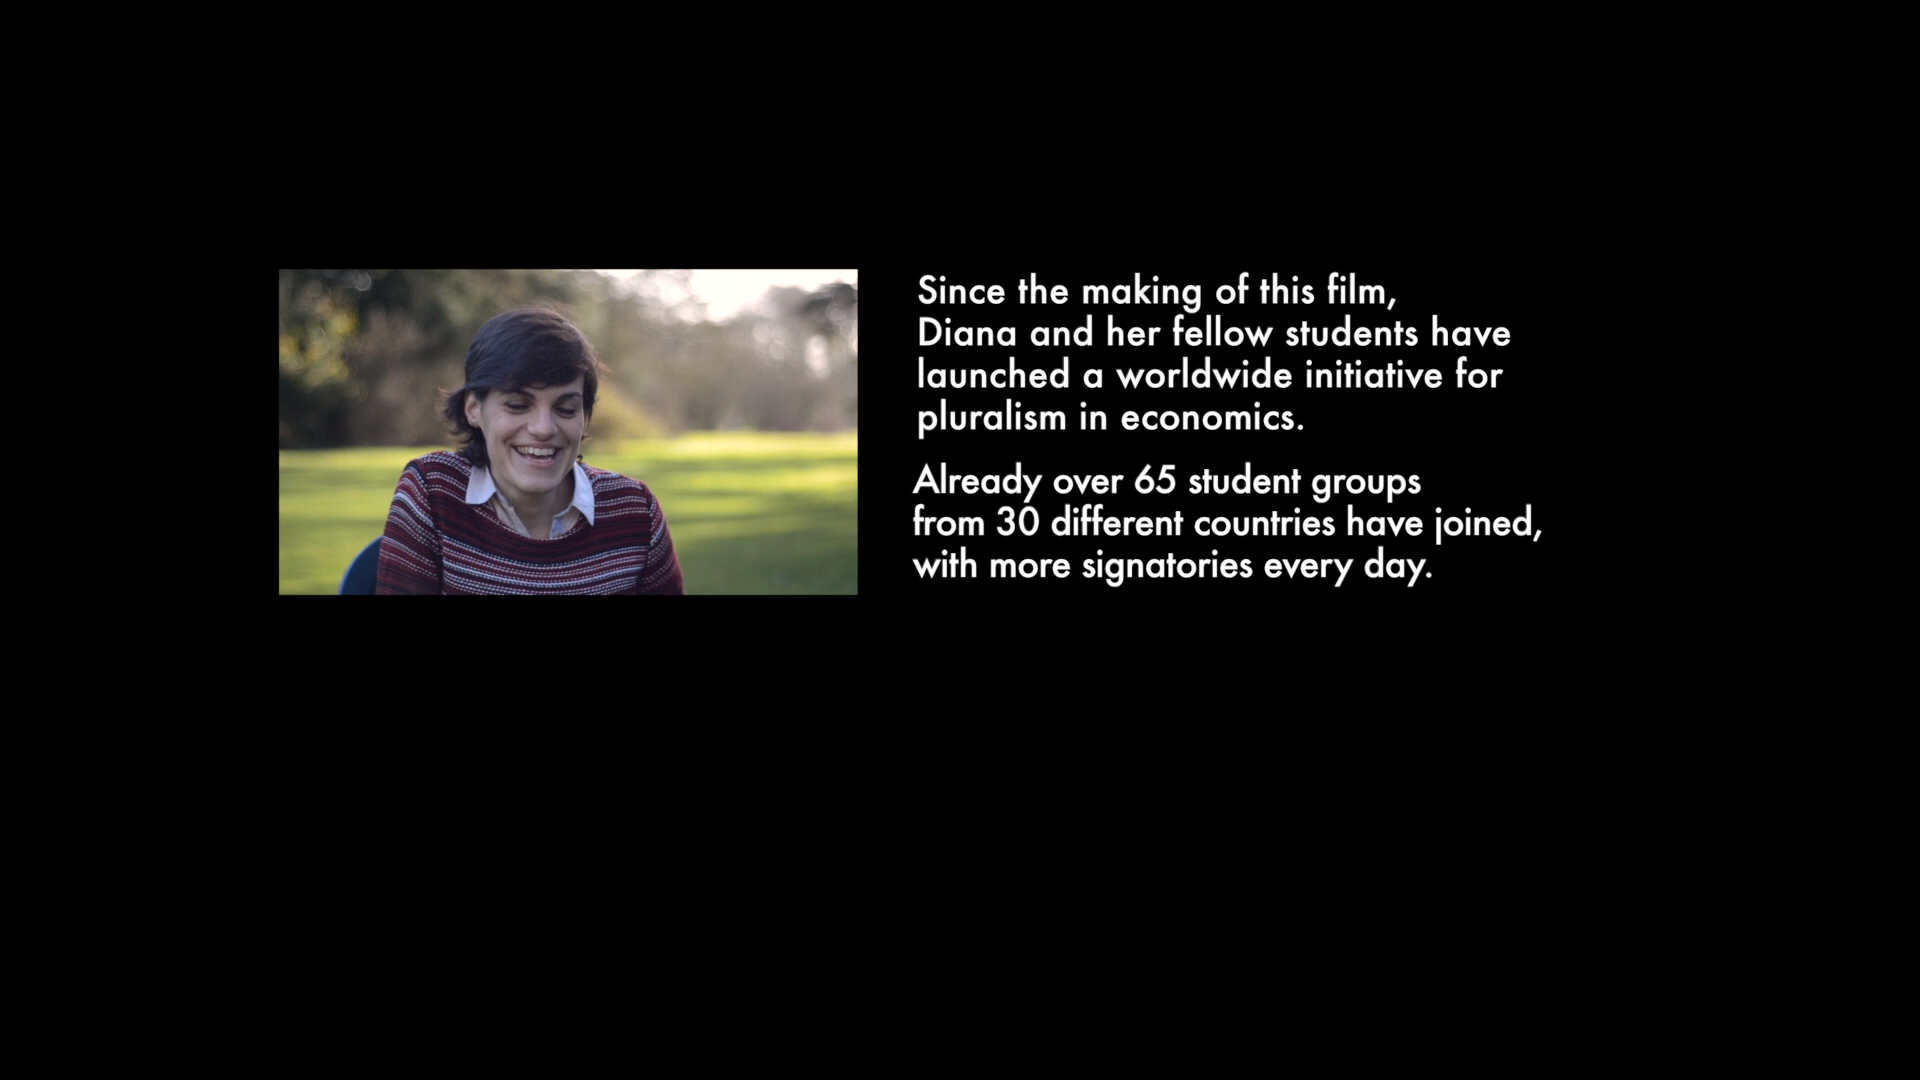 Since the making of this film,
Diana and her fellow students have
launched a worldwide initiative for
pluralism in economics.
Already over 65 student groups
from 30 different countries have joined,
with more signatories every day.